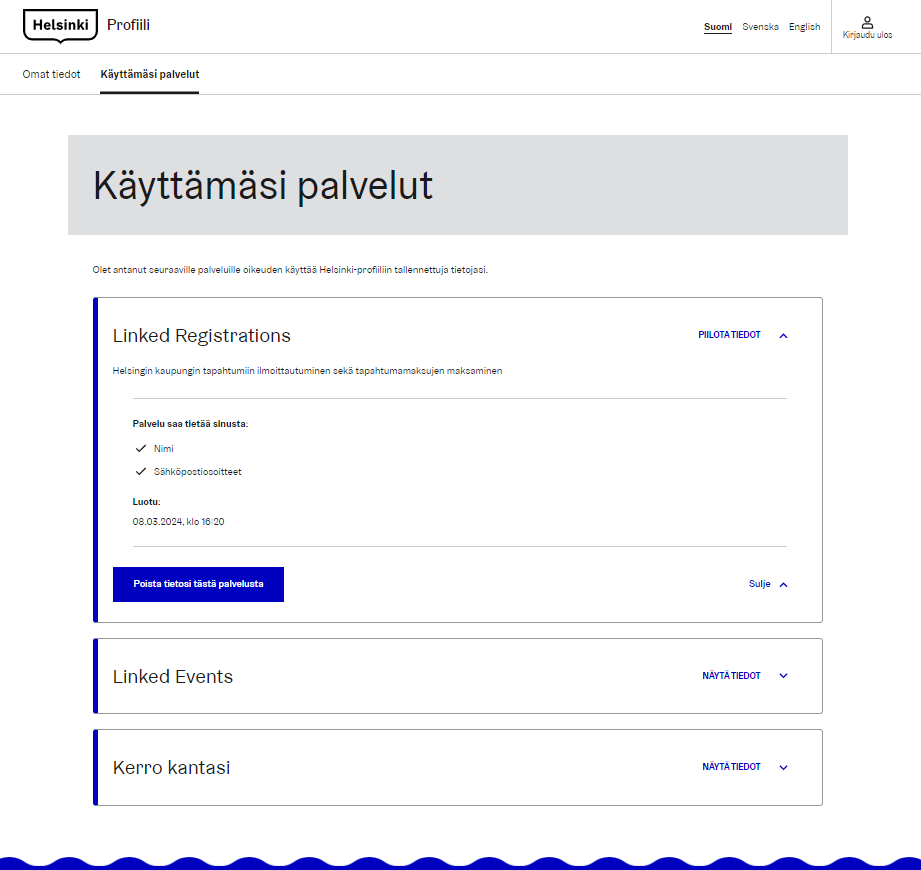 Helsinki Profiili
Suomi Svenska English
Kirjaudu ulos
Omat tiedot Käyttämäsi palvelut
Käyttämäsi palvelut
Olet antanut seuraaville palveluille oikeuden käyttää Helsinki-profiiliin tallennettuja tietojasi.
Linked Registrations PIILOTA TIEDOT
Helsingin kaupungin tapahtumiin ilmoittautuminen sekä tapahtumamaksujen maksaminen
Palvelu saa tietää sinusta:
Nimi
Sähköpostiosoitteet
Luotu:
08.03.2024, klo 16:20
Poista tietosi tästä palvelusta Sulje
Linked Events NÄYTÄ TIEDOT
Kerro kantasi NÄYTÄ TIEDOT